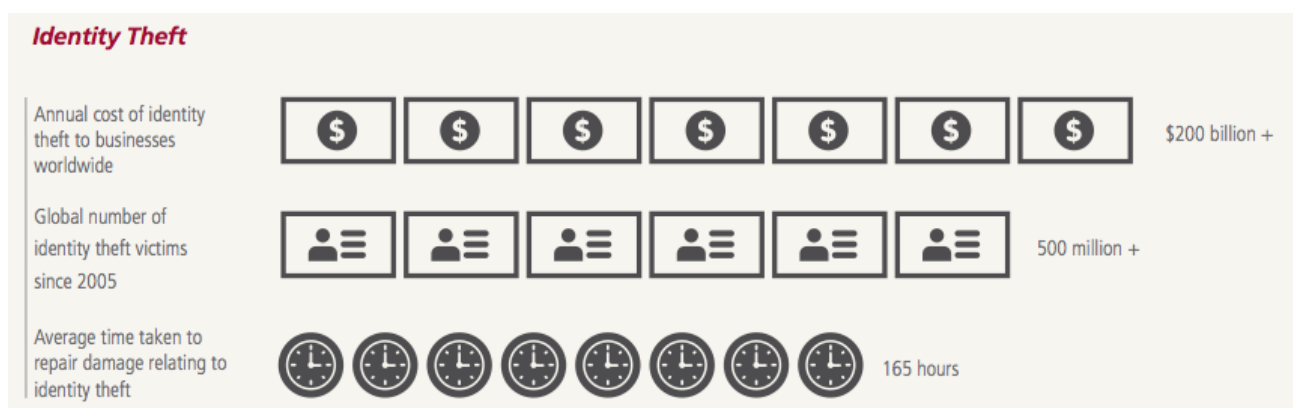 Identity Theft
Annual cost of identity
theft to businesses
worldwide
$ $ $ $ $ $ $
$200 billion +
Global number of
identity theft victims
since 2005
500 million +
Average time taken to
repair damage relating to
identity theft
165 hours